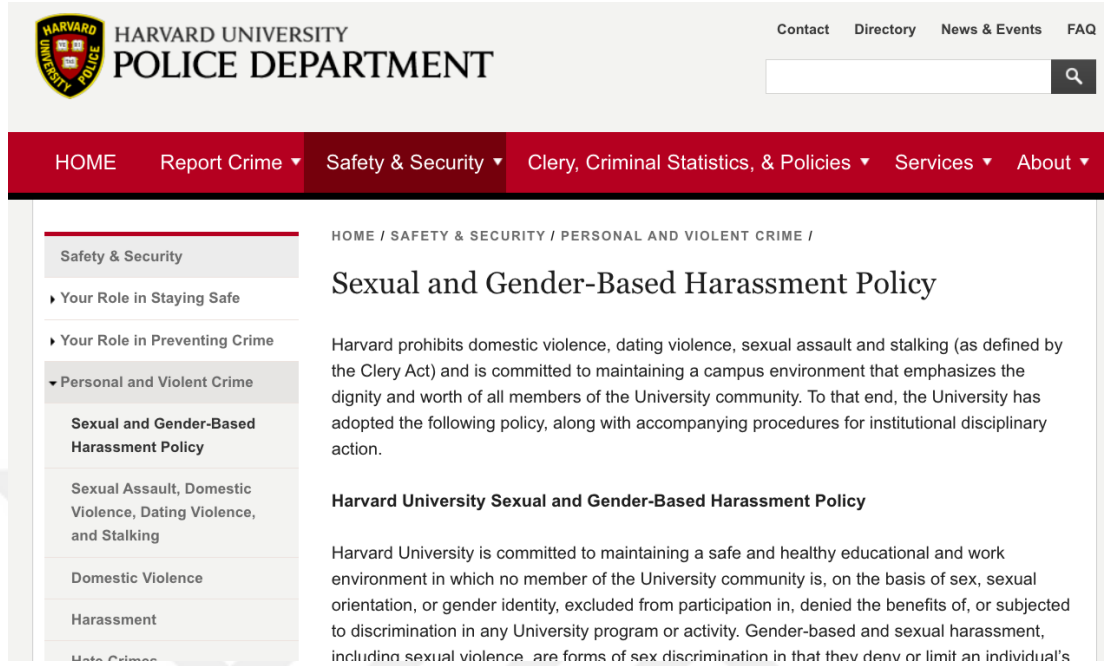 HARVARD
UNIVERSITY
POLICE
HARVARD UNIVERSITY
POLICE DEPARTMENT
Contact Directory News & Events FAQ
HOME Report Crime Safety & Security Clery, Criminal Statistics, & Policies Services About
Safety & Security
Your Role in Staying Safe
Your Role in Preventing Crime
Personal and Violent Crime
Sexual and Gender-Based
Harassment Policy
Sexual Assault, Domestic
Violence, Dating Violence,
and Stalking
Domestic Violence
Harassment
Hate Crimes
HOME / SAFETY & SECURITY / PERSONAL AND VIOLENT CRIME /
Sexual and Gender-Based Harassment Policy
Harvard prohibits domestic violence, dating violence, sexual assault and stalking (as defined by
the Clery Act) and is committed to maintaining a campus environment that emphasizes the
dignity and worth of all members of the University community. To that end, the University has
adopted the following policy, along with accompanying procedures for institutional disciplinary
action.
Harvard University Sexual and Gender-Based Harassment Policy
Harvard University is committed to maintaining a safe and healthy educational and work
environment in which no member of the University community is, on the basis of sex, sexual
orientation, or gender identity, excluded from participation in, denied the benefits of, or subjected
to discrimination in any University program or activity. Gender-based and sexual harassment,
including sexual violence, are forms of sex discrimination in that they deny or limit an individual's